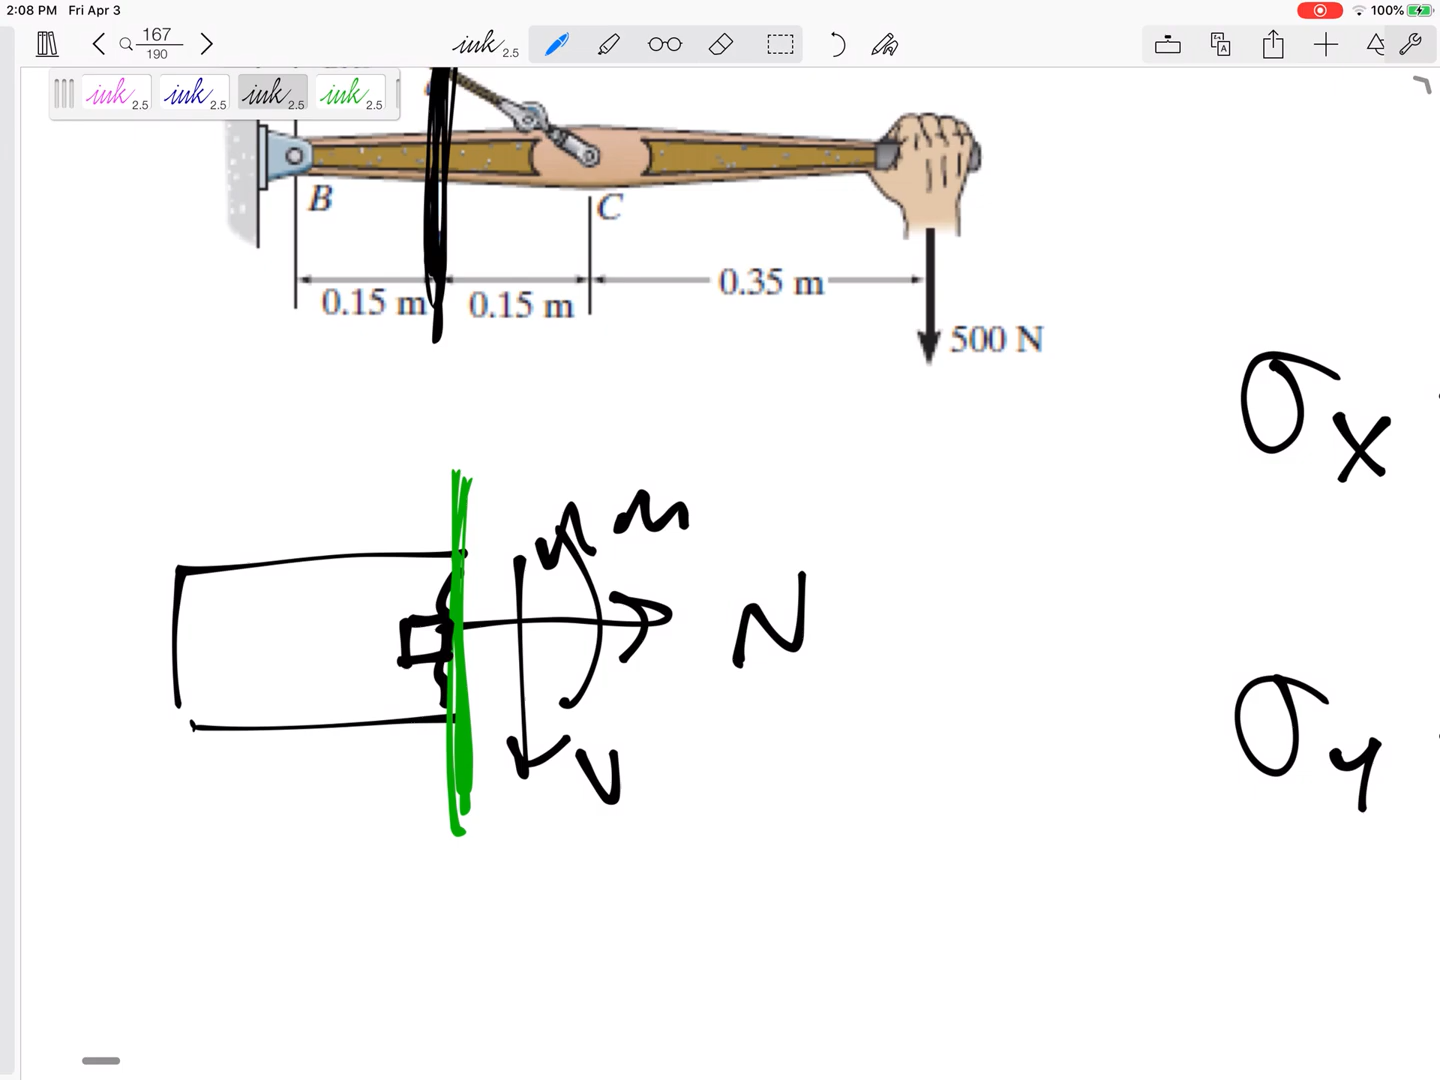 2:08 PM Fri Apr 3
100%
167
190
ink 2.5
ink 2.5
ink 2.5
ink 2.5
ink 2.5
B
C
0.15 m
0.15 m
0.35 m
500 N
σx
M
N
V
σy